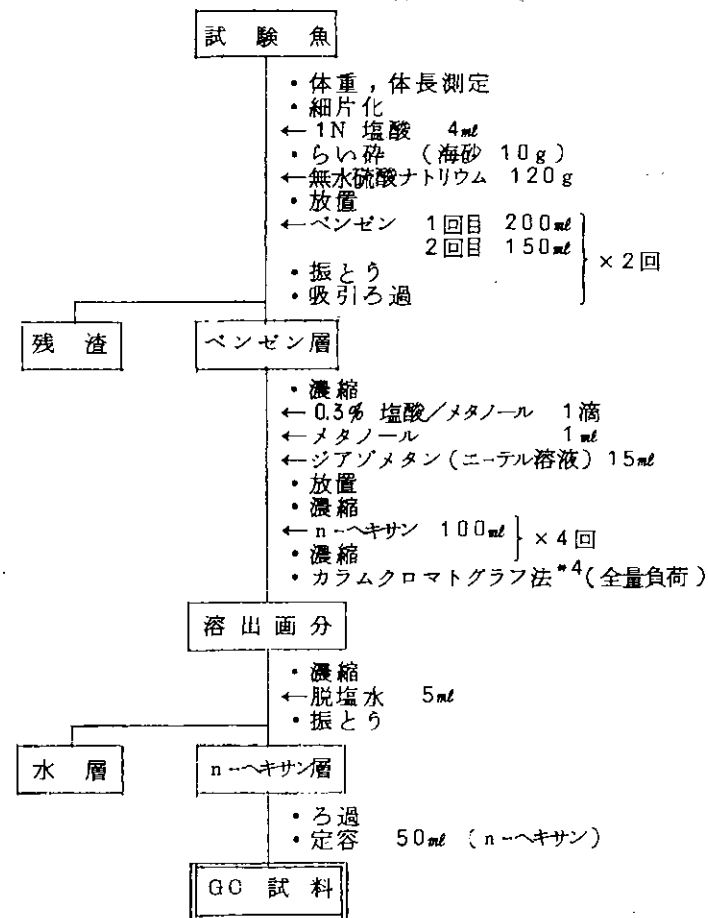 試験魚
・体重，体長測定
・細片化
←1N 塩酸 4㎖
・らい砕 （海砂 10g）
←無水硫酸ナトリウム 120g
・放置
←ベンゼン 1回目 200㎖
2回目 150㎖
×2回
・振とう
・吸引ろ過
残渣 ベンゼン層
・濃縮
←0.3% 塩酸／メタノール 1滴
←メタノール 1㎖
←ジアゾメタン（エーテル溶液）15㎖
・放置
・濃縮
←n-ヘキサン 100㎖ ×4回
・濃縮
・カラムクロマトグラフ法*4（全量負荷）
溶出画分
・濃縮
←脱塩水 5㎖
・振とう
水層 n-ヘキサン層
・ろ過
・定容 50㎖ （n-ヘキサン）
GC 試料